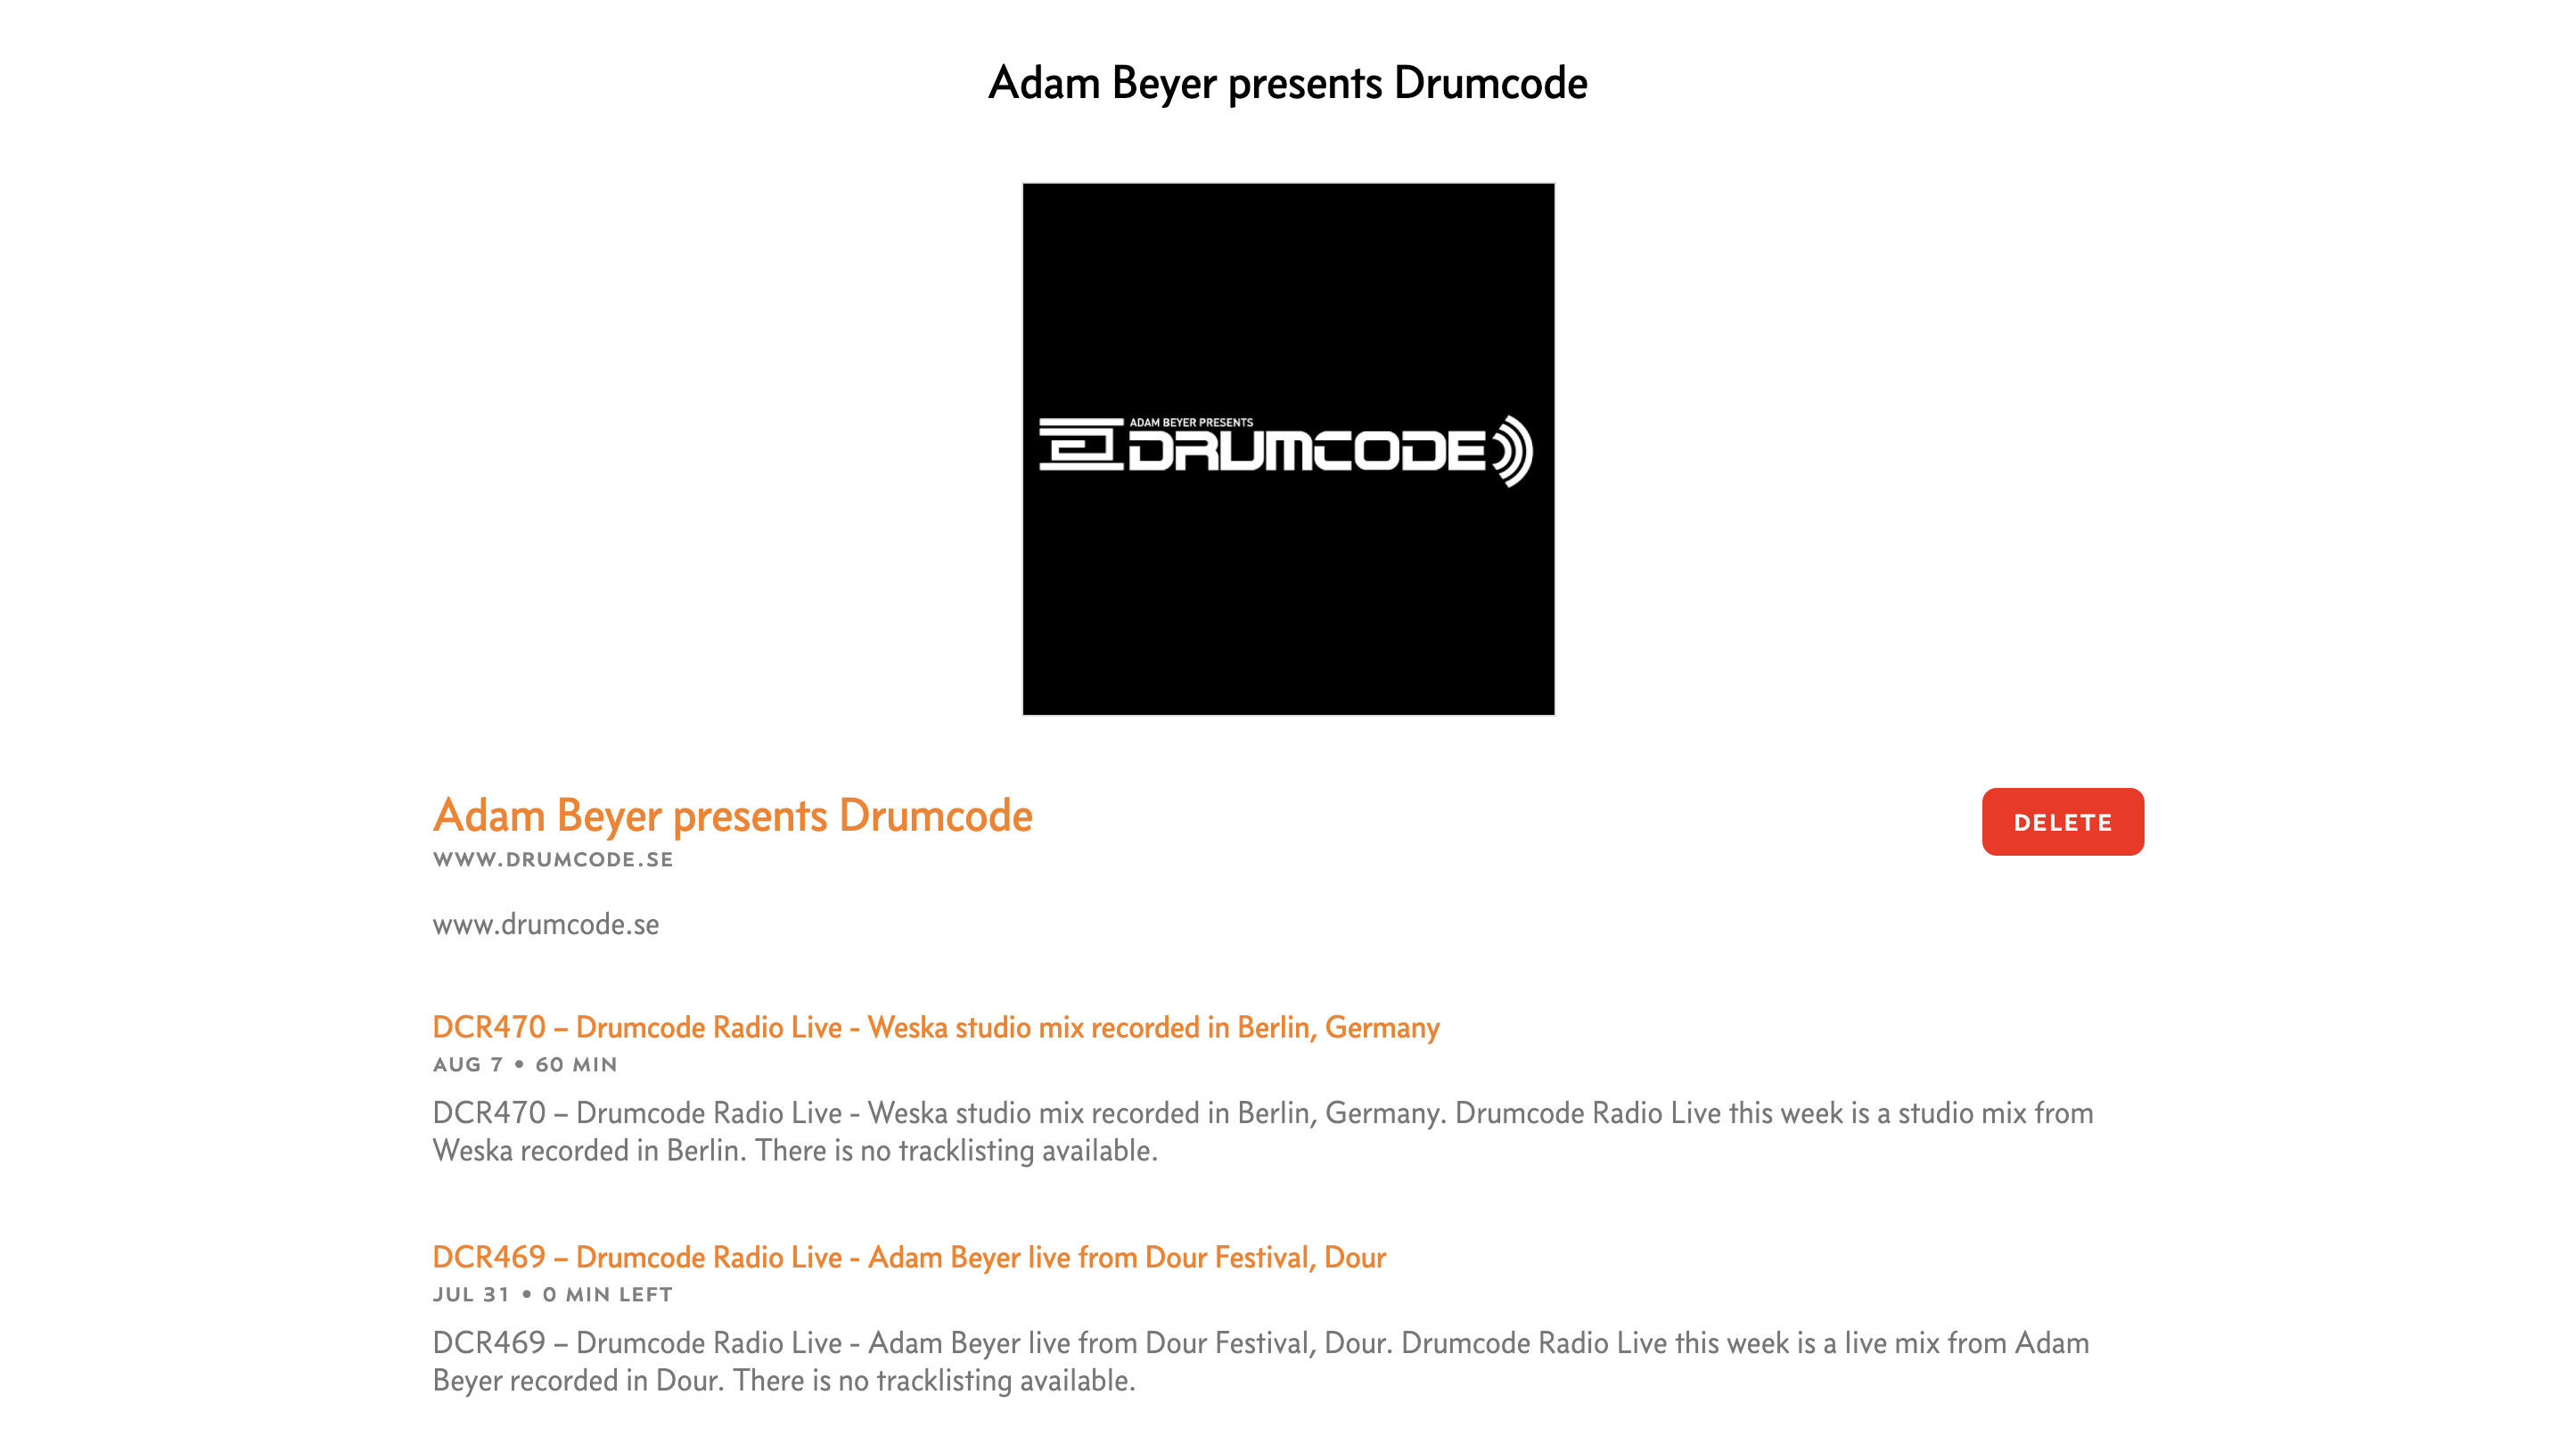 Adam Beyer presents Drumcode
ADAM BEYER PRESENTS
DRUMCODE
Adam Beyer presents Drumcode
DELETE
WWW.DRUMCODE.SE
www.drumcode.se
DCR470 – Drumcode Radio Live - Weska studio mix recorded in Berlin, Germany
AUG 7 • 60 MIN
DCR470 – Drumcode Radio Live - Weska studio mix recorded in Berlin, Germany. Drumcode Radio Live this week is a studio mix from
Weska recorded in Berlin. There is no tracklisting available.
DCR469 – Drumcode Radio Live - Adam Beyer live from Dour Festival, Dour
JUL 31 • 0 MIN LEFT
DCR469 – Drumcode Radio Live - Adam Beyer live from Dour Festival, Dour. Drumcode Radio Live this week is a live mix from Adam
Beyer recorded in Dour. There is no tracklisting available.